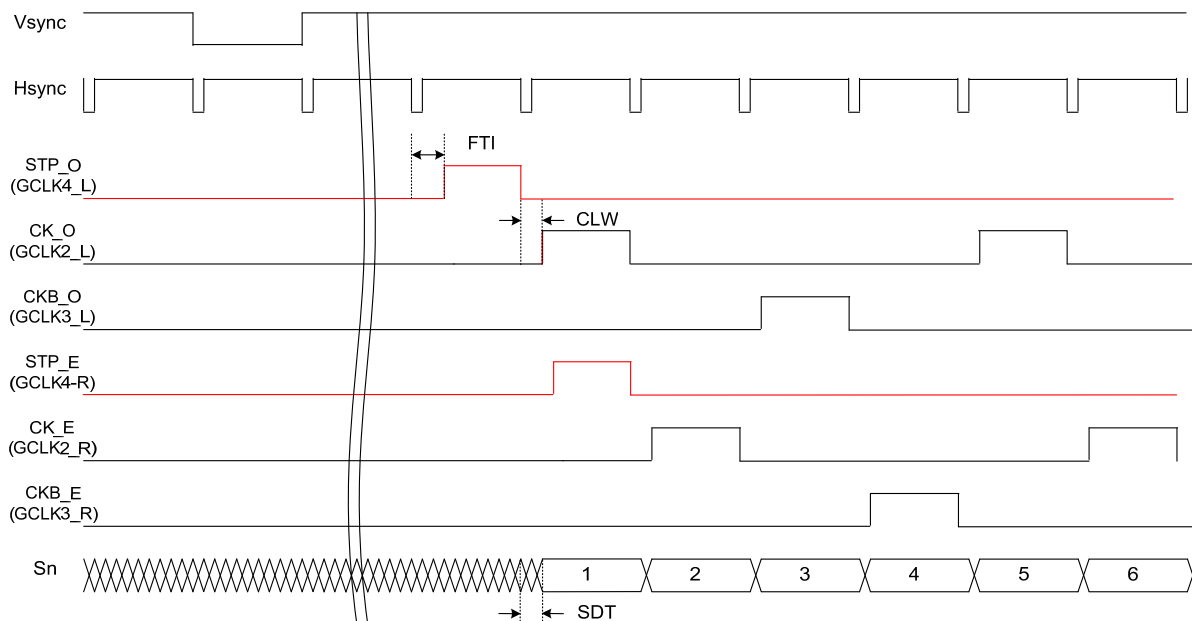 Vsync
Hsync
FTI
STP_O
(GCLK4_L)
CLW
CK_O
(GCLK2_L)
CKB_O
(GCLK3_L)
STP_E
(GCLK4-R)
CK_E
(GCLK2_R)
CKB_E
(GCLK3_R)
Sn
1 2 3 4 5 6
SDT